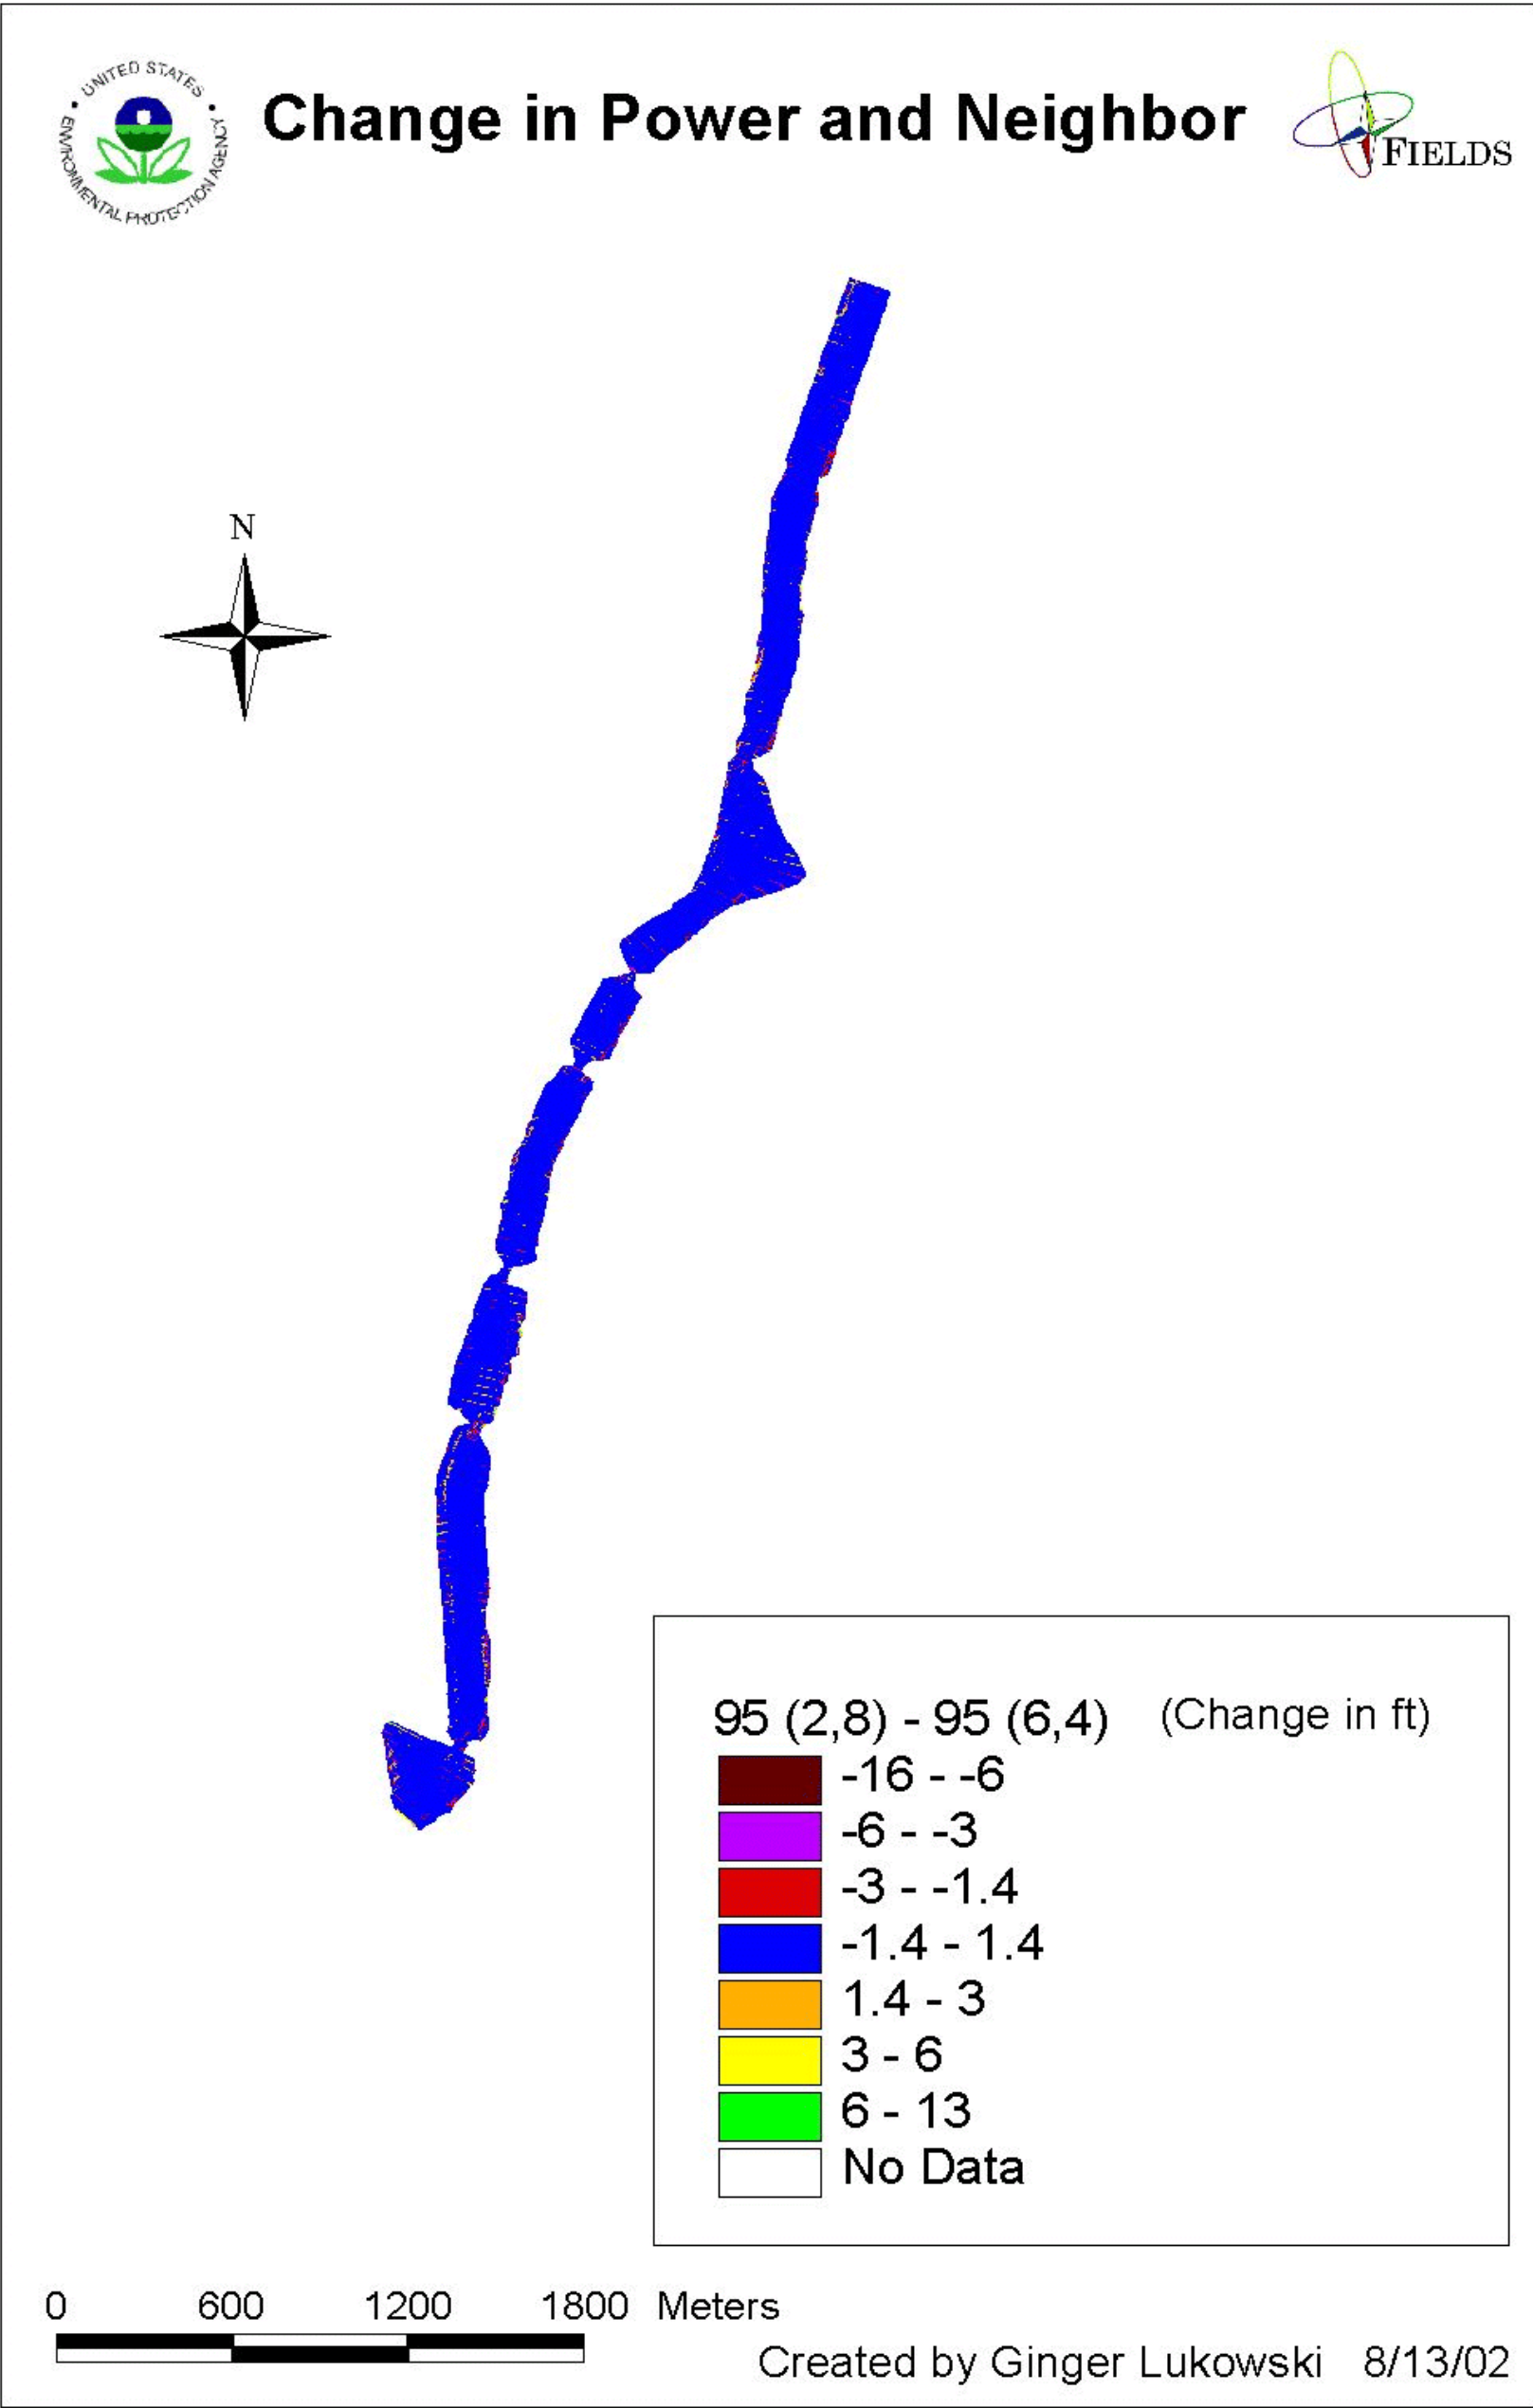 UNITED STATES
ENVIRONMENTAL PROTECTION AGENCY
Change in Power and Neighbor
FIELDS
N
95 (2,8) - 95 (6,4) (Change in ft)
-16 - -6
-6 - -3
-3 - -1.4
-1.4 - 1.4
1.4 - 3
3 - 6
6 - 13
No Data
0 600 1200 1800 Meters
Created by Ginger Lukowski 8/13/02